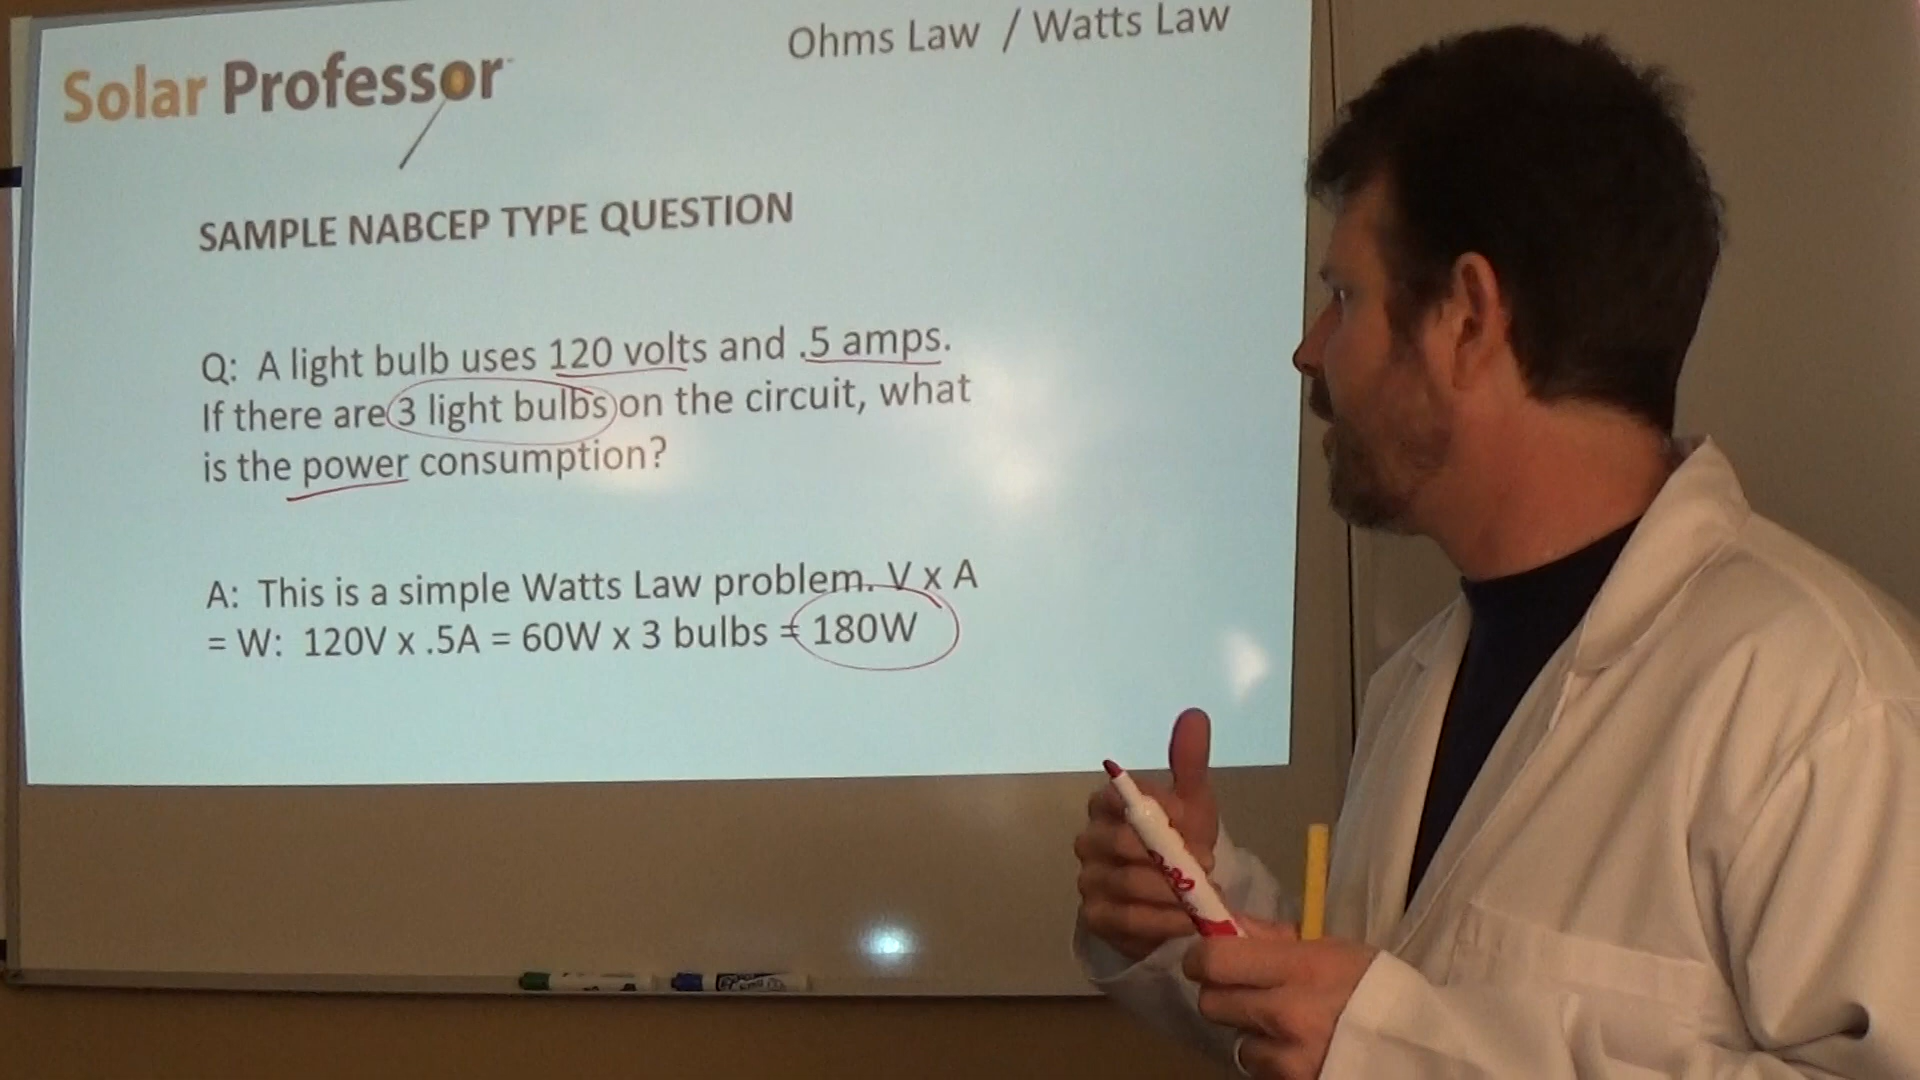 Ohms Law / Watts Law
Solar Professor
SAMPLE NABCEP TYPE QUESTION
Q: A light bulb uses 120 volts and .5 amps.
If there are 3 light bulbs on the circuit, what
is the power consumption?
A: This is a simple Watts Law problem. V x A
= W: 120V x .5A = 60W x 3 bulbs = 180W